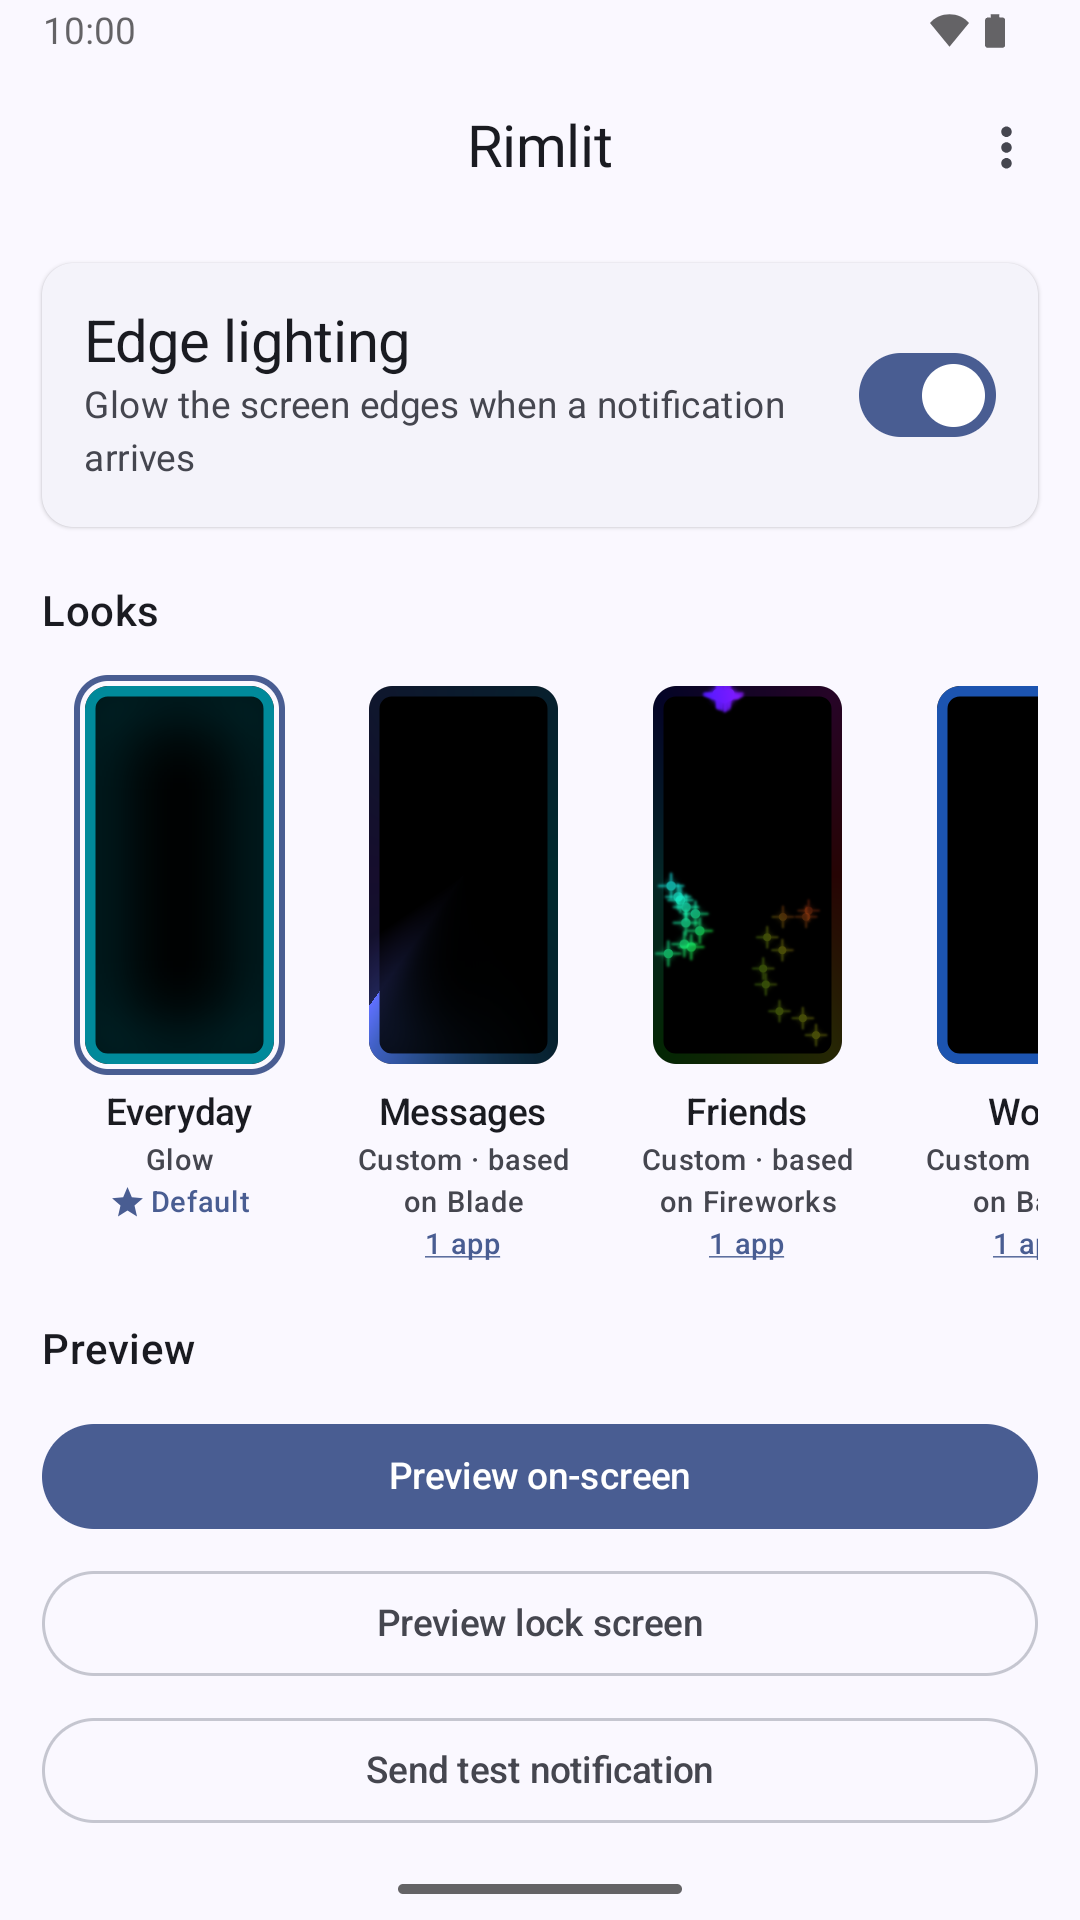 10:00
Rimlit
Edge lighting
Glow the screen edges when a notification
arrives
Looks
Everyday
Glow
Default
Messages
Custom · based
on Blade
1 app
Friends
Custom · based
on Fireworks
1 app
Custom
Preview
Preview on-screen
Preview lock screen
Send test notification